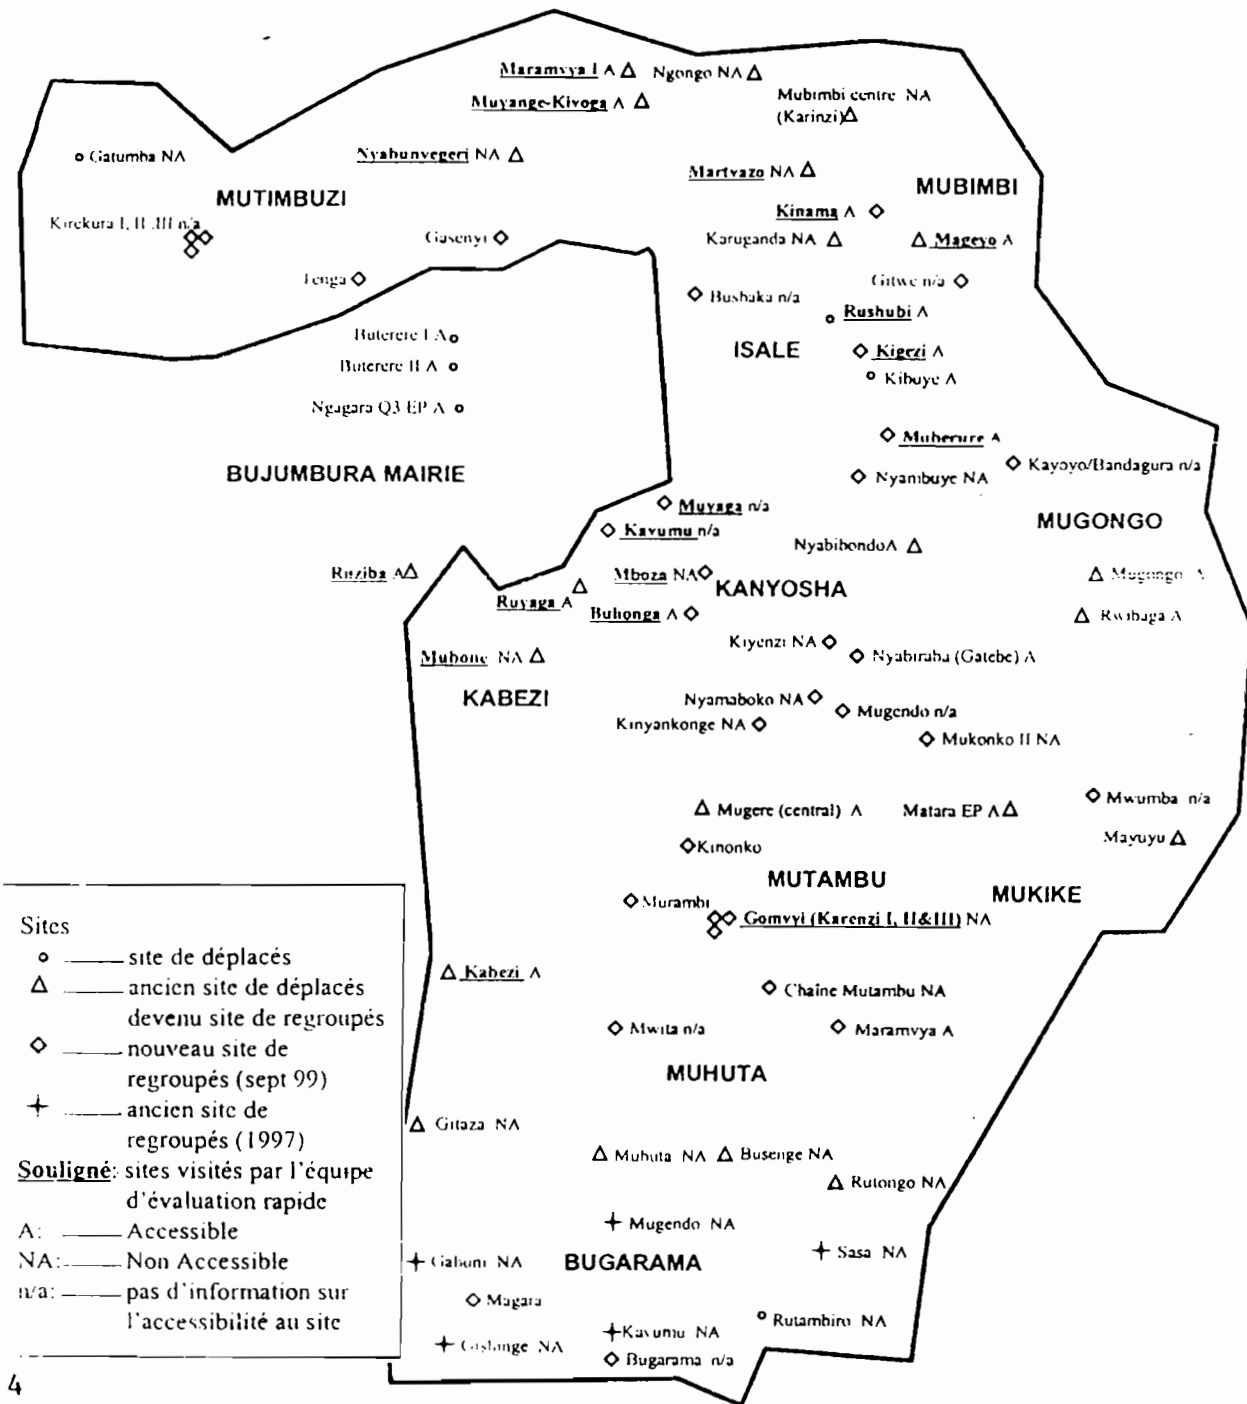 Maramvya I A
Ngongo NA
Muyange-Kivoga A
Mubimbi centre NA
(Karinzi)
Gatumba NA
Nyabunyegeri NA
MUTIMBUZI
Martyazo NA
MUBIMBI
Kinama A
Kirekura I, II .III n/a
Gasenyi
Karuganda NA
Mageyo A
Tenga
Gitwe n/a
Bushaka n/a
Rushubi A
Buterere I A
ISALE
Kigezi A
Buterere II A
Kibuye A
Ngagara Q3 EP A
Muberure A
BUJUMBURA MAIRIE
Kayoyo/Bandagura n/a
Nyambuye NA
Muyaga n/a
MUGONGO
Kavumu n/a
Nyabibondo A
Ruziba A
Mboza NA
Mugongo A
KANYOSHA
Ruyaga A
Buhonga A
Rwibaga A
Kiyenzi NA
Mubone NA
Nyabiraba (Gatebe) A
KABEZI
Nyamaboko NA
Mugendo n/a
Kinyankonge NA
Mukonko II NA
Mwumba n/a
Mugere (central) A
Matara EP A
Mayuyu
Kinonko
MUTAMBU
MUKIKE
Murambi
Gomvyi (Karenzi I, II&III) NA
Kabezi A
Chaîne Mutambu NA
Mwita n/a
Maramvya A
MUHUTA
Gitaza NA
Muhuta NA
Busenge NA
Rutongo NA
Mugendo NA
Sasa NA
NA
BUGARAMA
Magara
Rutambiro NA
Kavumu NA
NA
Bugarama n/a
Sites
site de déplacés
ancien site de déplacés
devenu site de regroupés
nouveau site de
regroupés (sept 99)
ancien site de
regroupés (1997)
Souligné: sites visités par l'équipe
d'évaluation rapide
A: Accessible
NA: Non Accessible
n/a: pas d'information sur
l'accessibilité au site
4